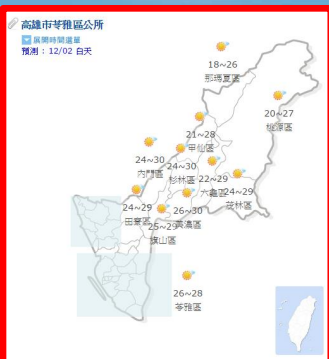 高雄市苓雅區公所
展開時間選單
預測：12/02 白天
18~26
那瑪夏區
20~27
桃源區
21~28
甲仙區
24~30
內門區
24~30
杉林區
22~29
六龜區
24~29
茂林區
24~29
田寮區
26~30
美濃區
25~29
旗山區
26~28
苓雅區